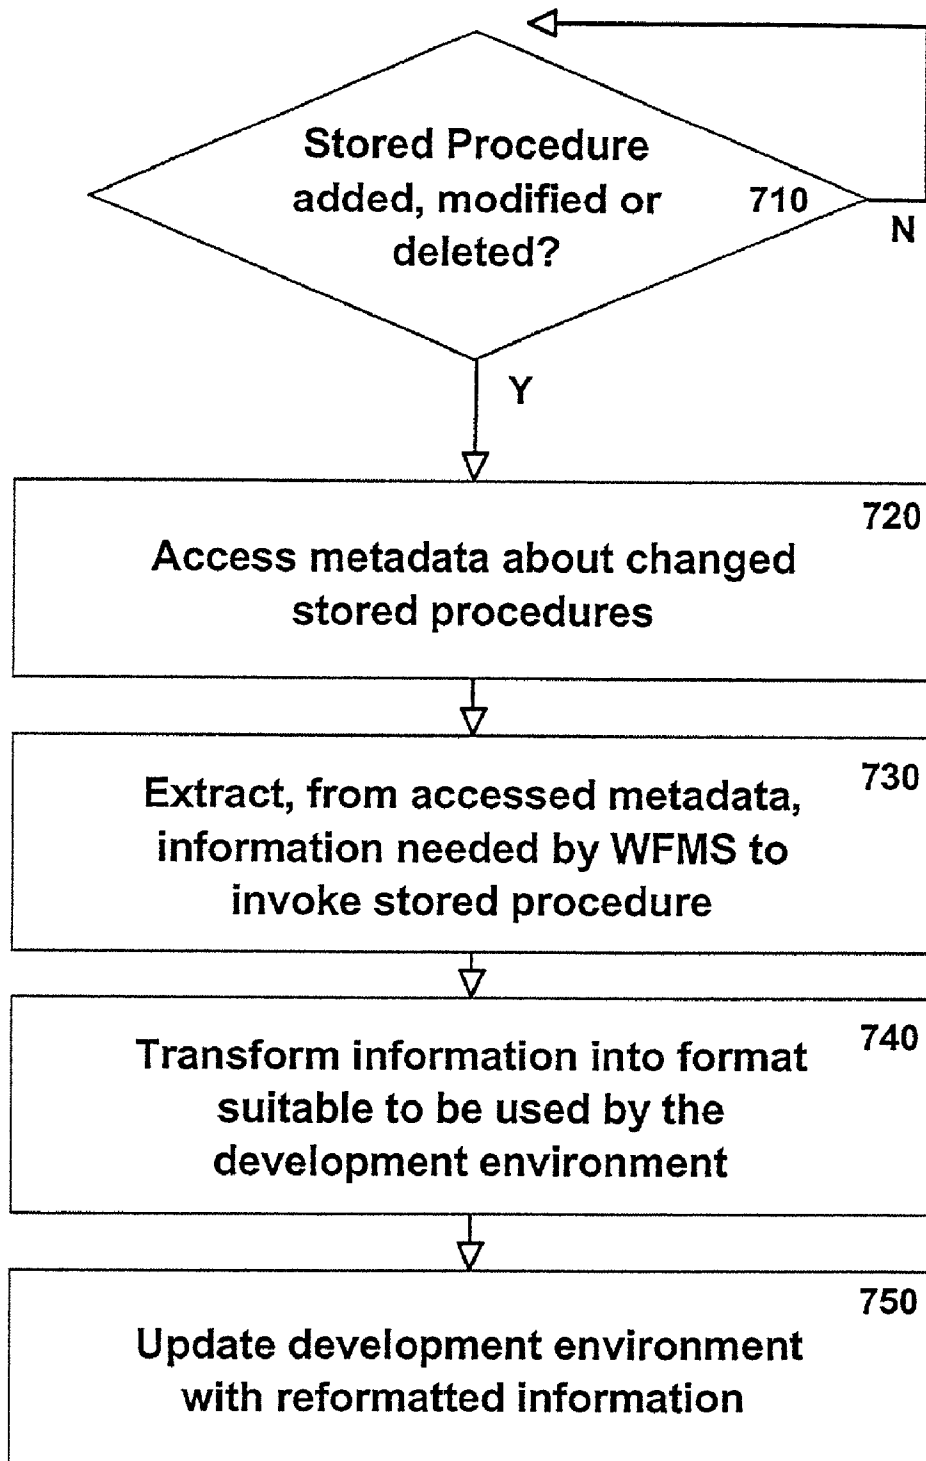 Stored Procedure
added, modified or
deleted?
710
N
Y
720
Access metadata about changed
stored procedures
730
Extract, from accessed metadata,
information needed by WFMS to
invoke stored procedure
740
Transform information into format
suitable to be used by the
development environment
750
Update development environment
with reformatted information